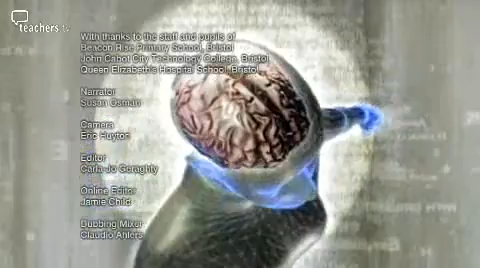 teachers tv
With thanks to the staff and pupils of
Beacon Rise Primary School, Bristol
John Cabot City Technology College, Bristol
Queen Elizabeth's Hospital School, Bristol
Narrator
Susan Osman
Camera
Eric Huyton
Editor
Carla-Jo Geraghty
Online Editor
Jamie Child
Dubbing Mixer
Claudio Ahlers